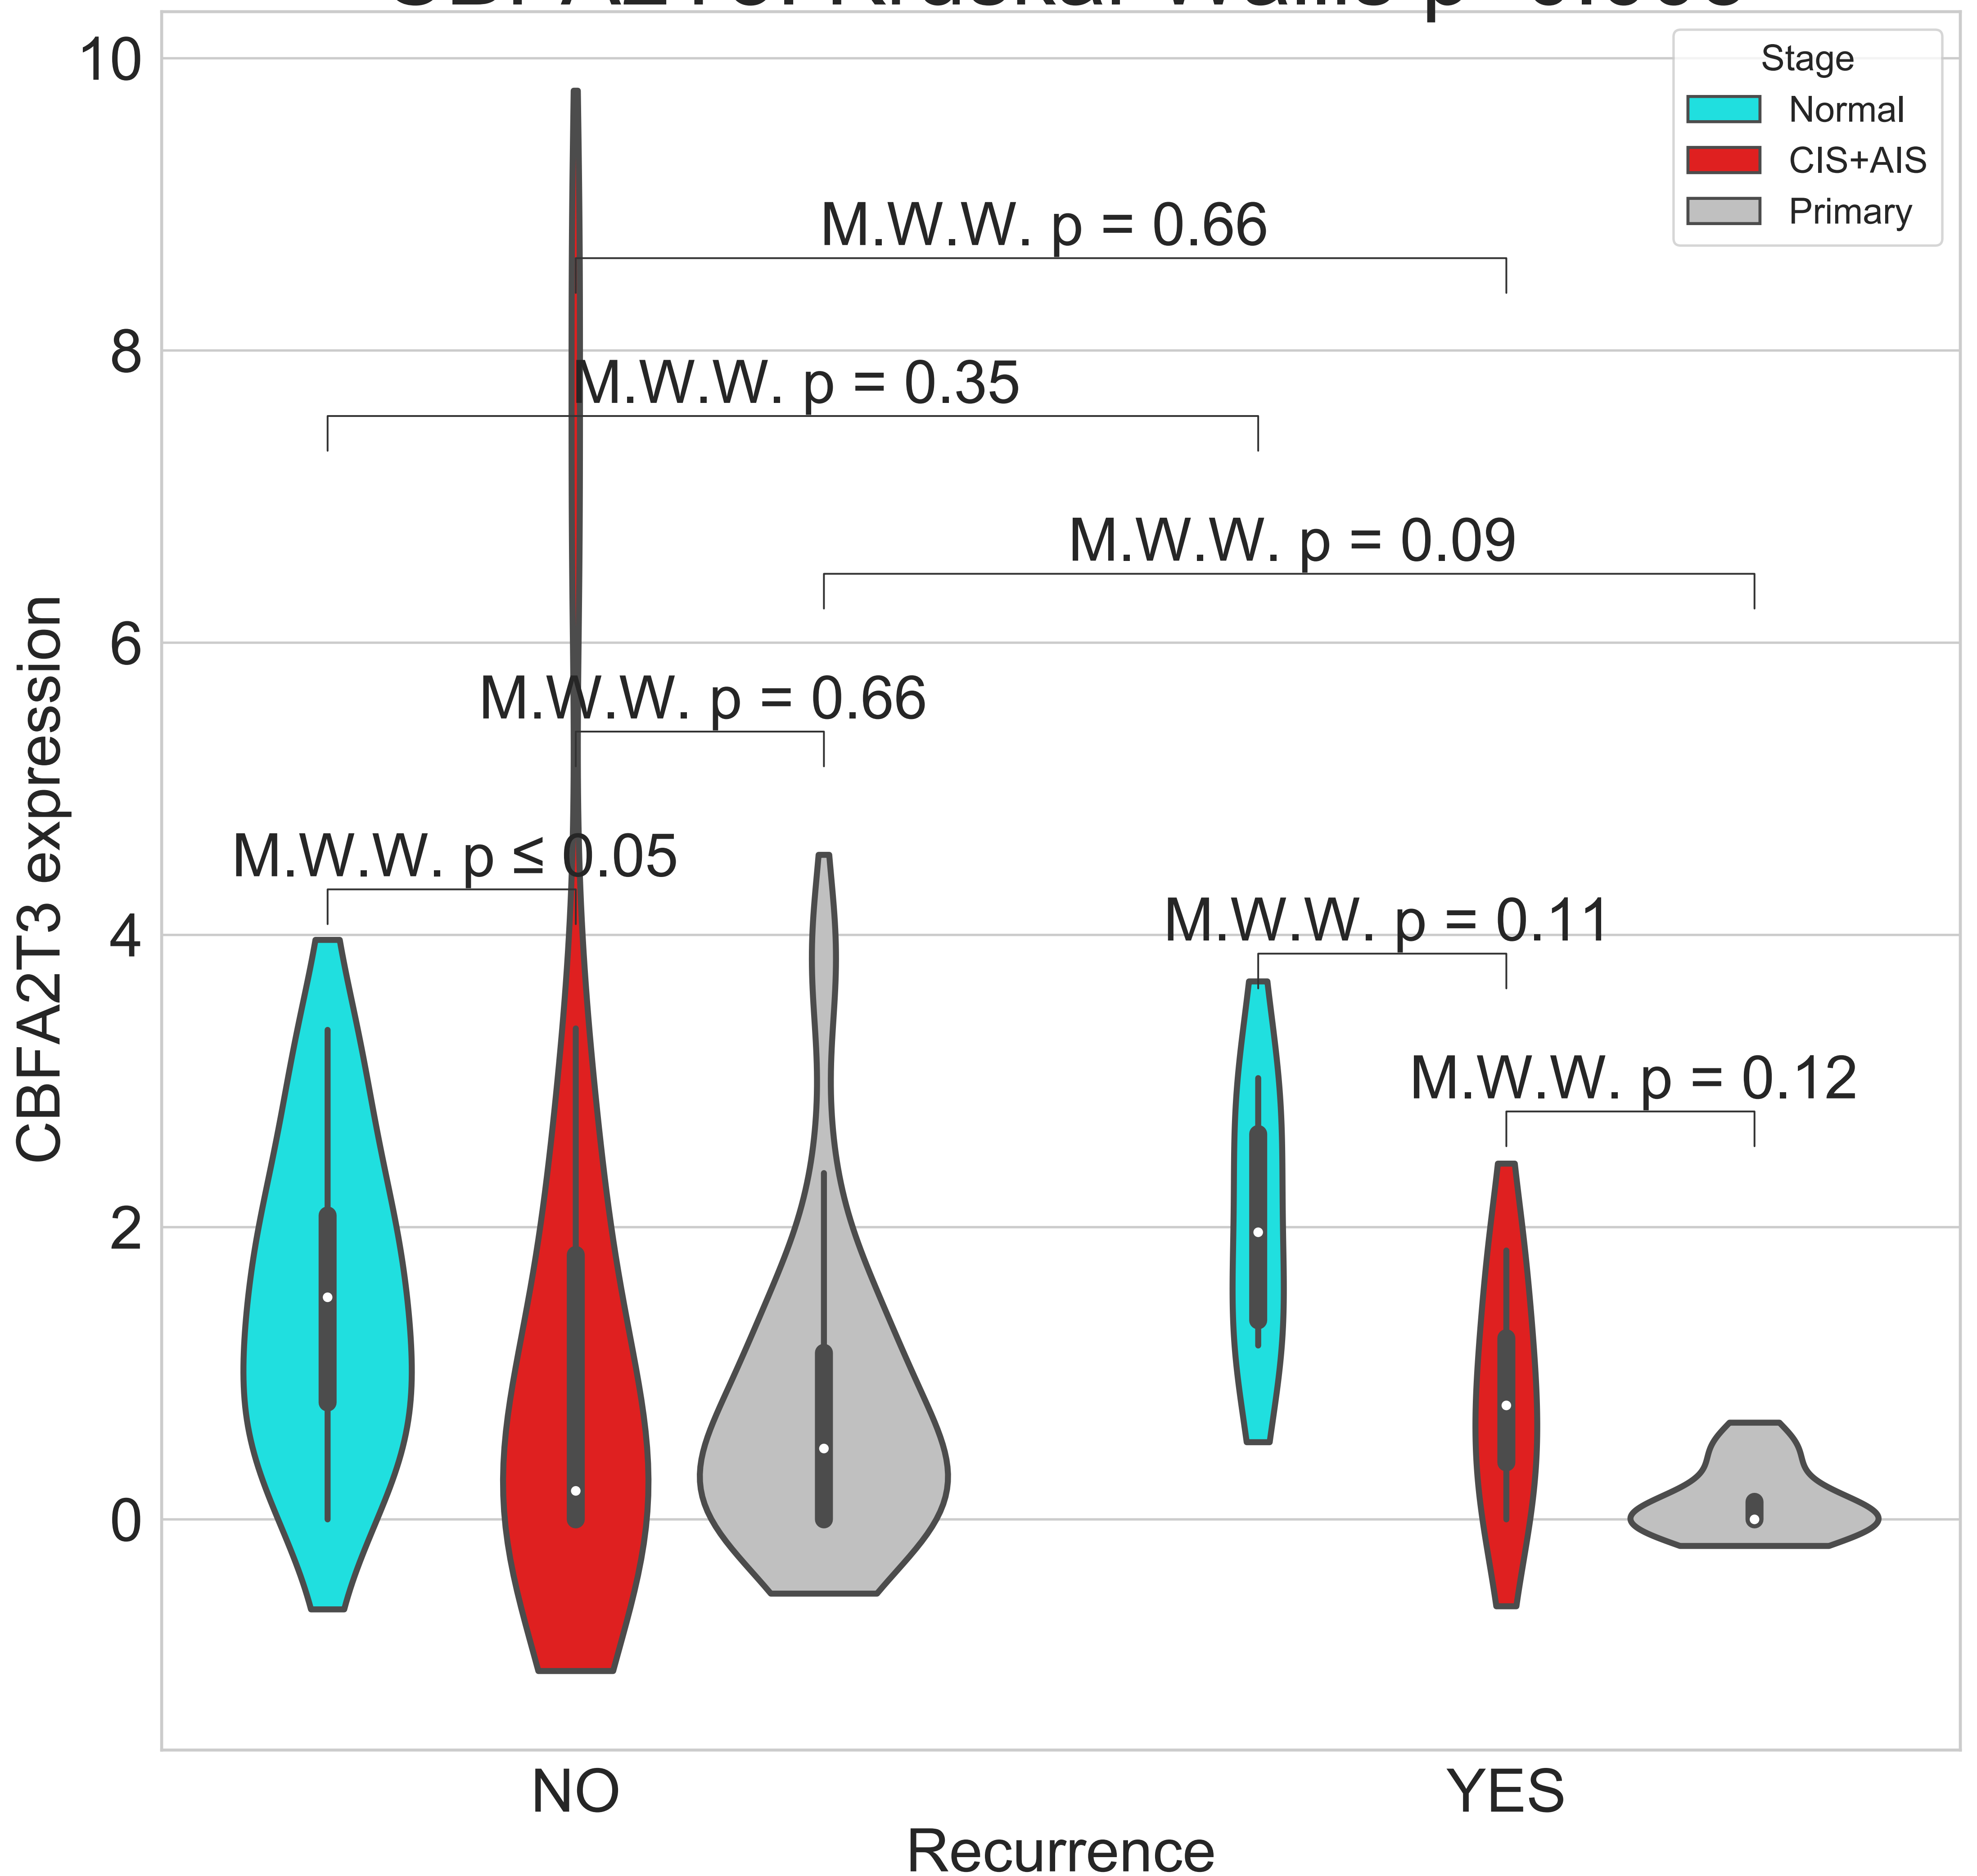 Stage
Normal
CIS+AIS
Primary
10
8
6
4
2
0
CBFA2T3 expression
M.W.W. p = 0.66
M.W.W. p = 0.35
M.W.W. p = 0.09
M.W.W. p = 0.66
M.W.W. p ≤ 0.05
M.W.W. p = 0.11
M.W.W. p = 0.12
NO
YES
Recurrence